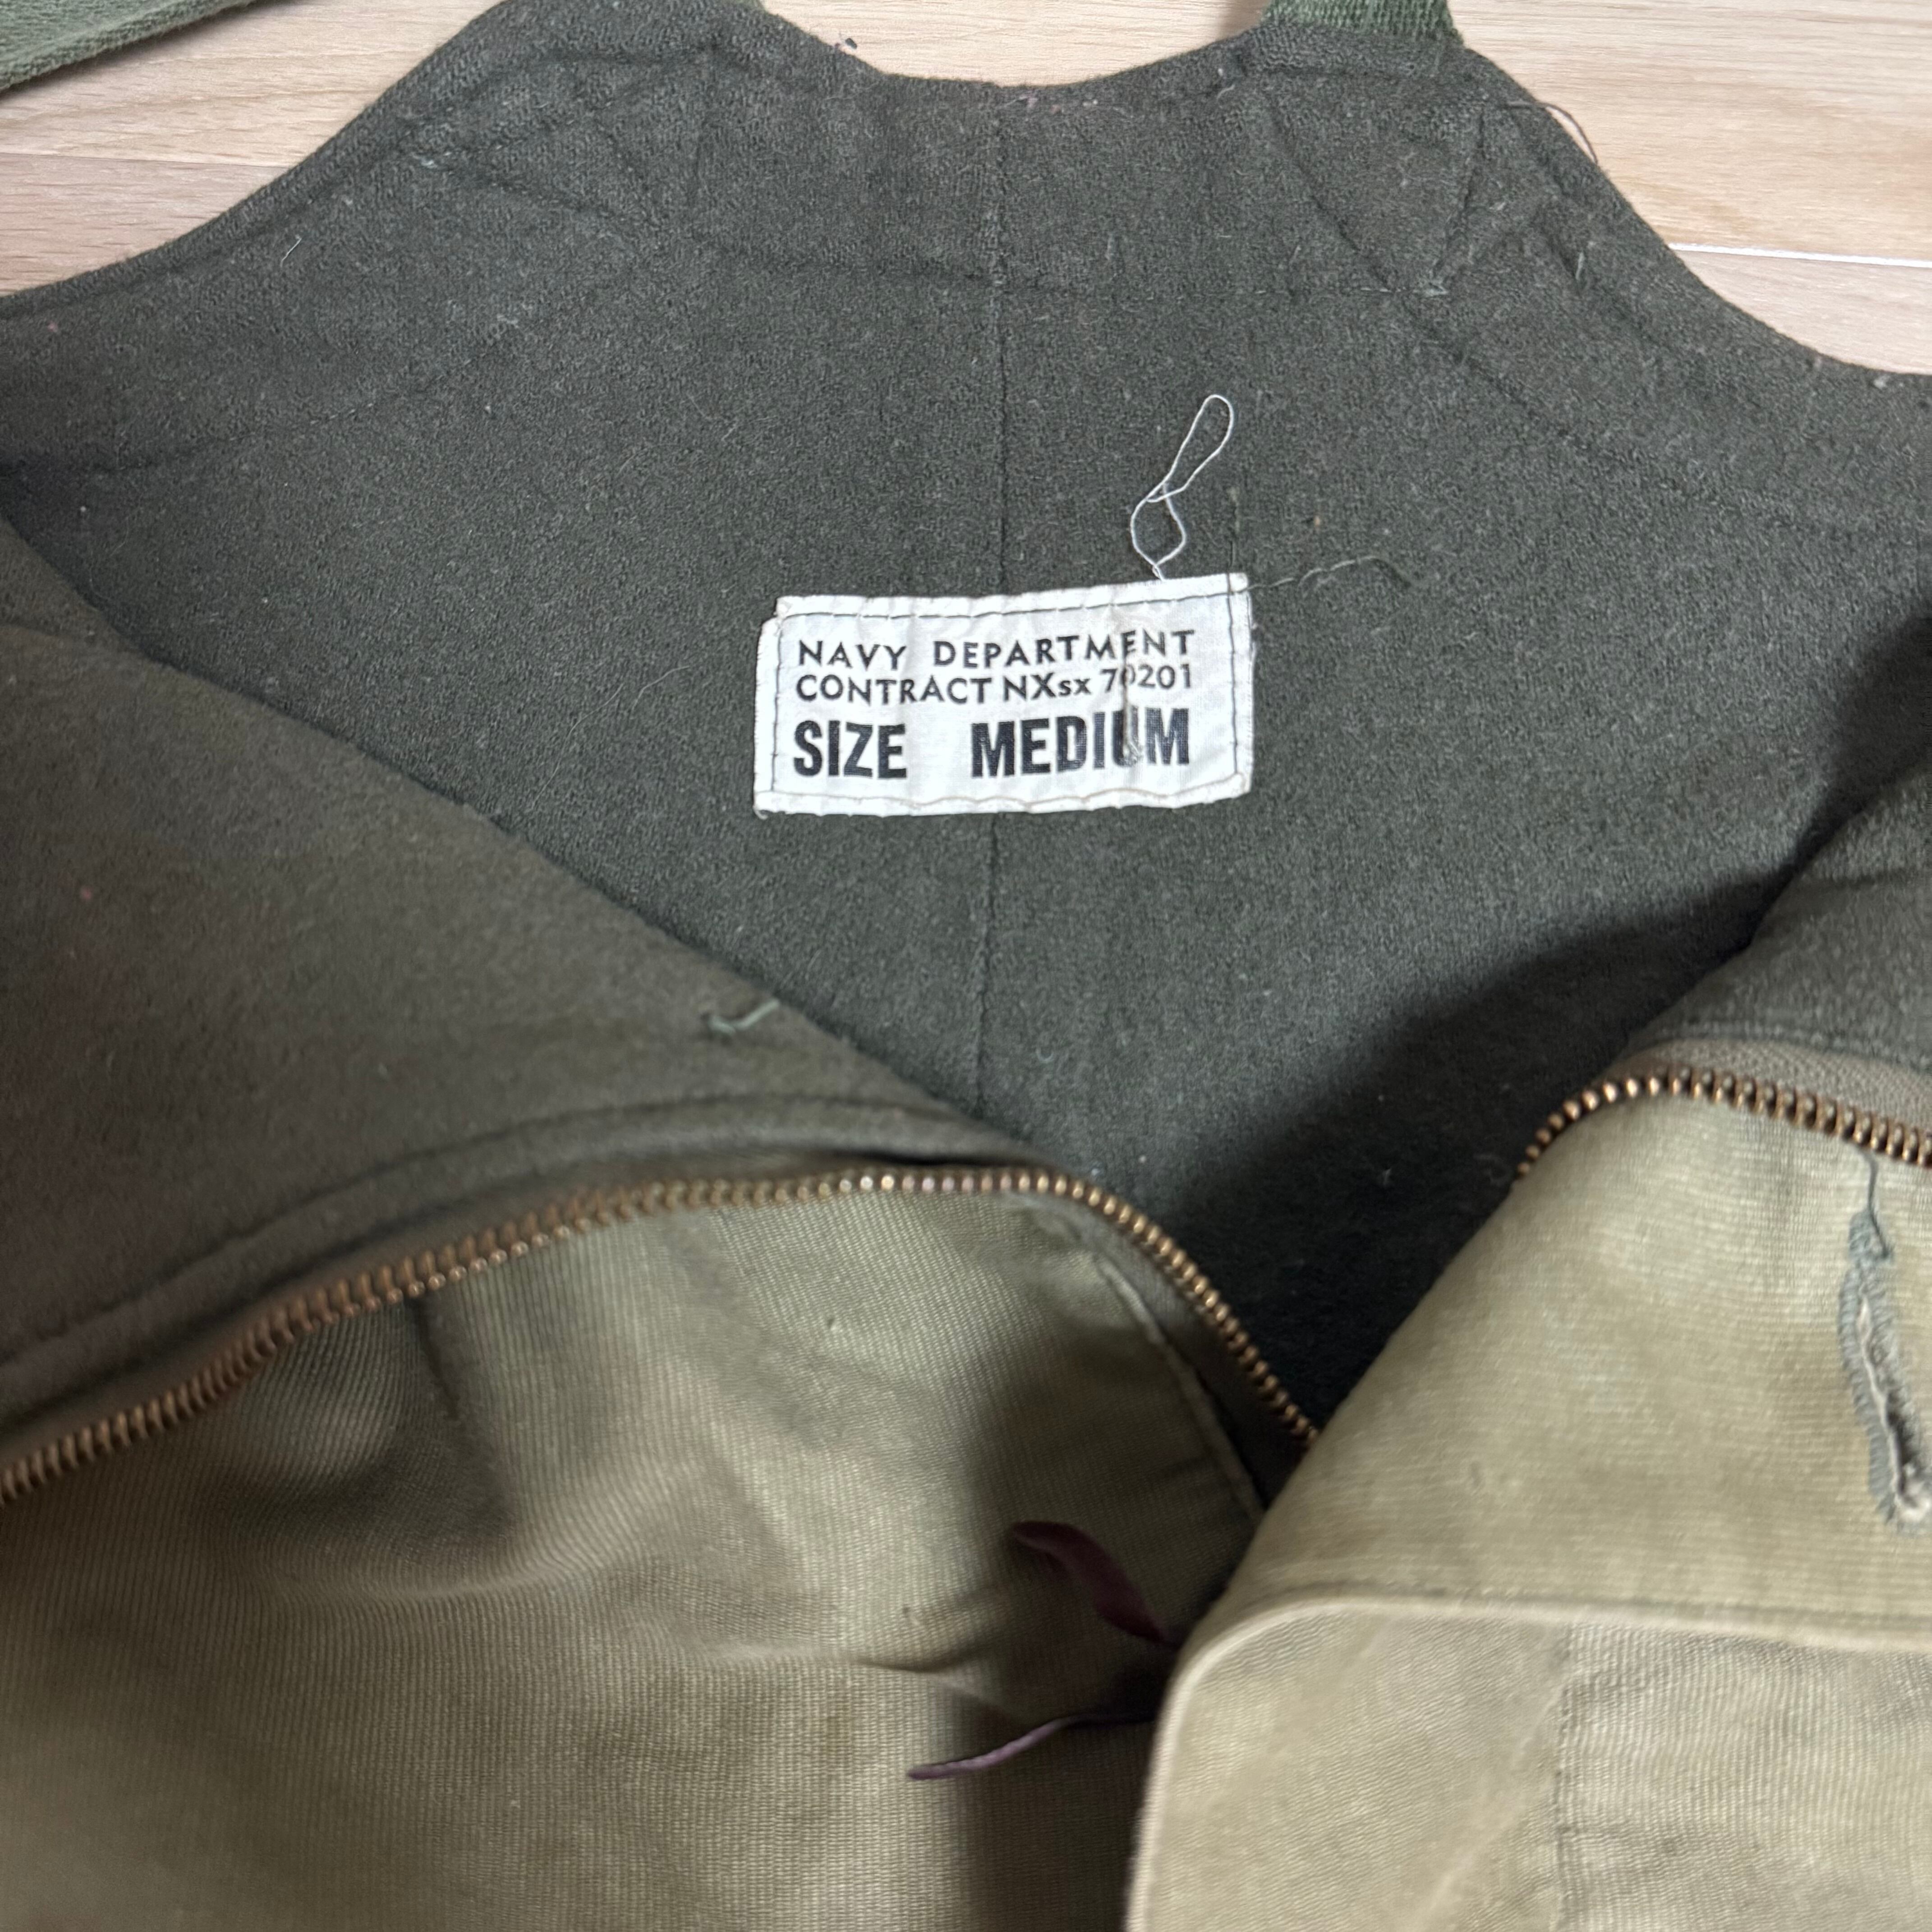 NAVY DEPARTMENT
CONTRACT NXsx 70201
SIZE MEDIUM